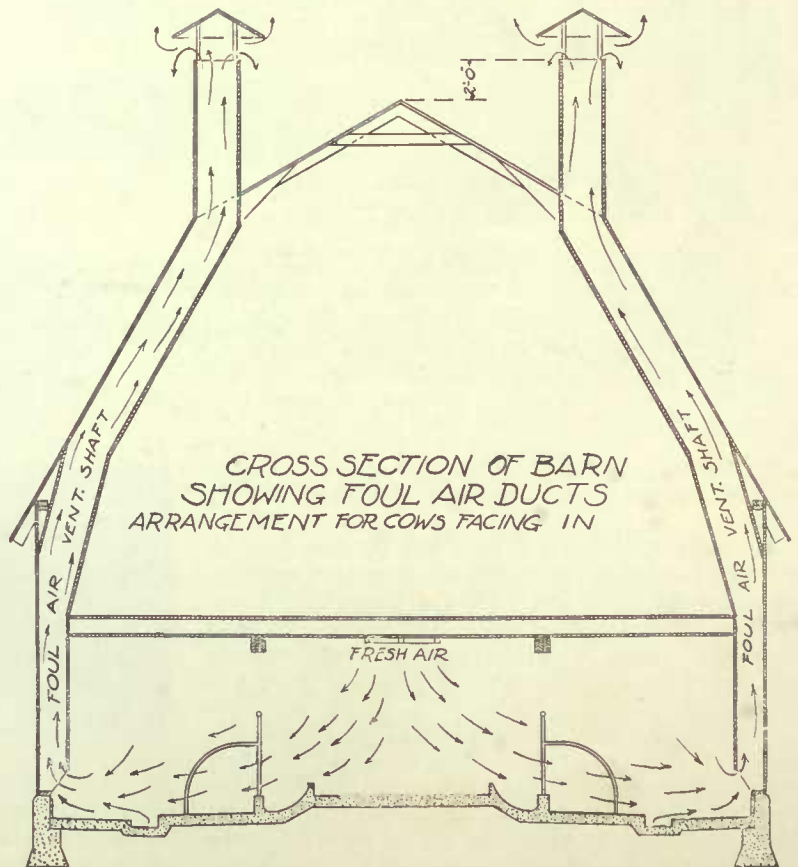 2'-0"
CROSS SECTION OF BARN
SHOWING FOUL AIR DUCTS
ARRANGEMENT FOR COWS FACING IN
FOUL AIR VENT. SHAFT
FOUL AIR VENT. SHAFT
FRESH AIR